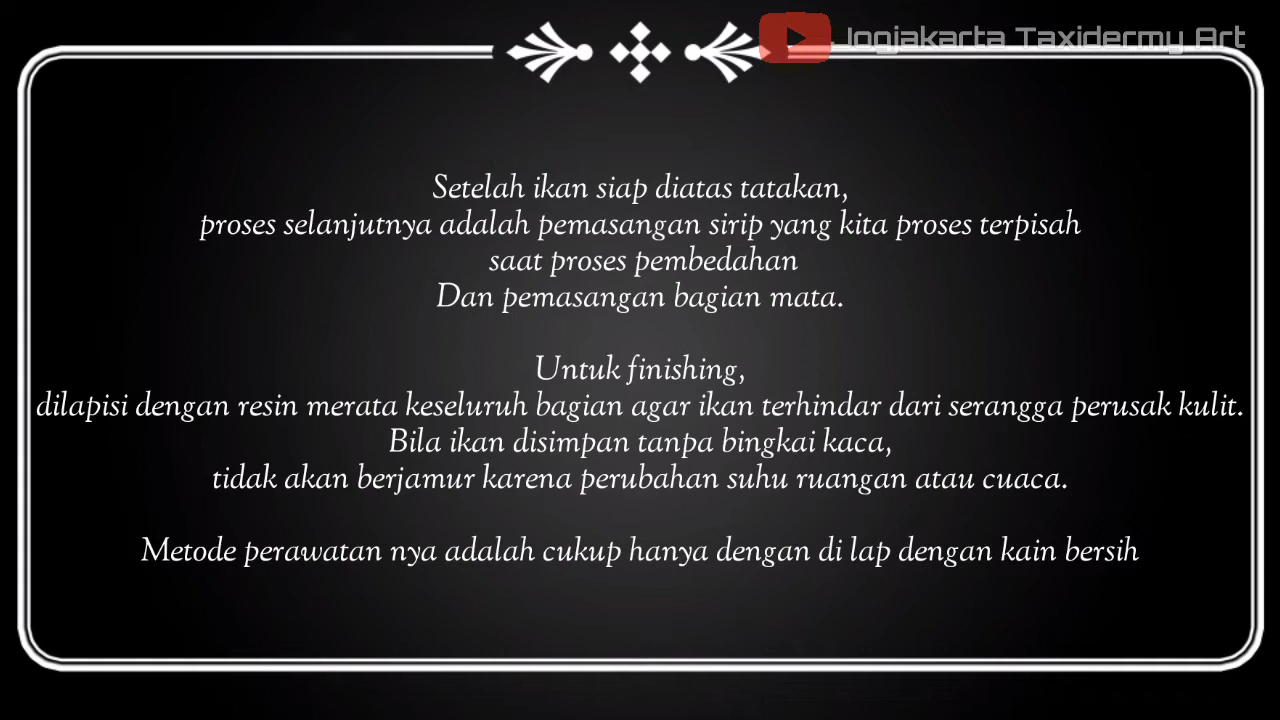 Jogjakarta Taxidermy Art
Setelah ikan siap diatas tatakan,
proses selanjutnya adalah pemasangan sirip yang kita proses terpisah
saat proses pembedahan
Dan pemasangan bagian mata.
Untuk finishing,
dilapisi dengan resin merata keseluruh bagian agar ikan terhindar dari serangga perusak kulit.
Bila ikan disimpan tanpa bingkai kaca,
tidak akan berjamur karena perubahan suhu ruangan atau cuaca.
Metode perawatan nya adalah cukup hanya dengan di lap dengan kain bersih